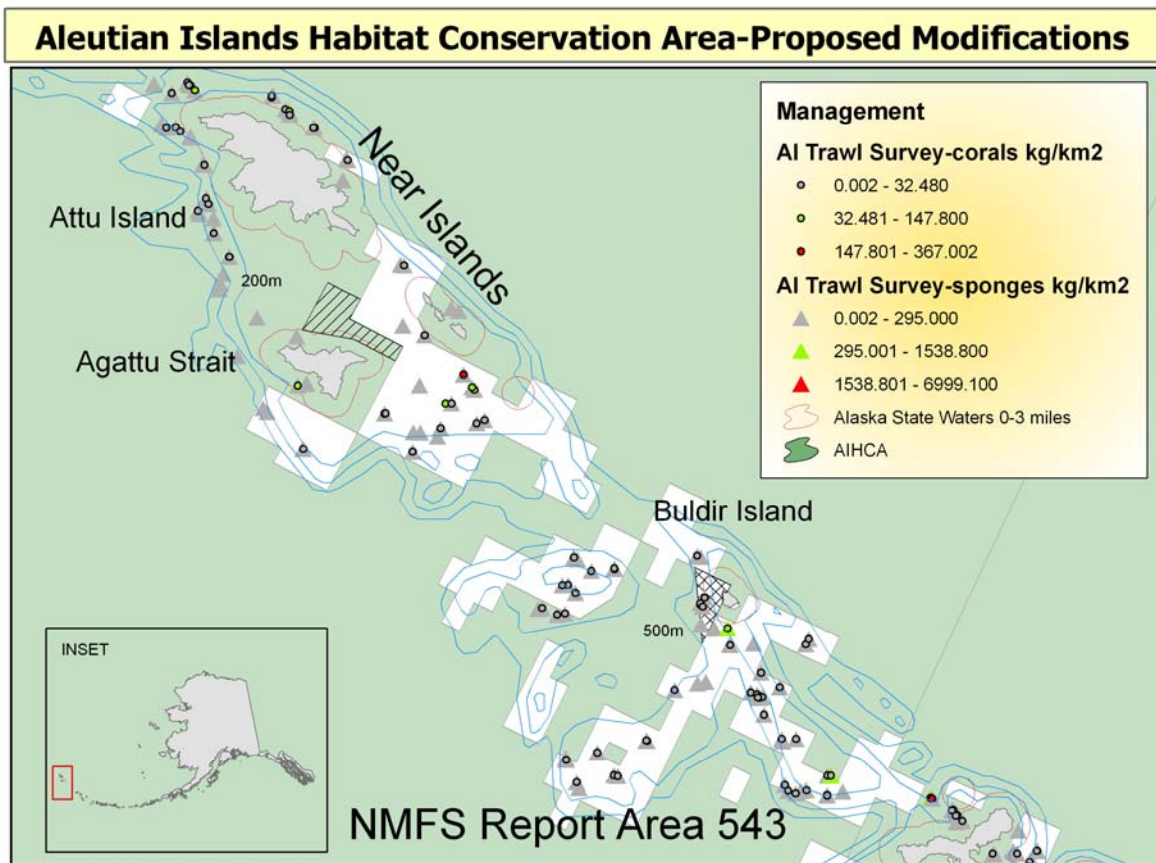 Aleutian Islands Habitat Conservation Area-Proposed Modifications
Near Islands
Attu Island
200m
Agattu Strait
Buldir Island
500m
NMFS Report Area 543
INSET
Management
AI Trawl Survey-corals kg/km2
0.002 - 32.480
32.481 - 147.800
147.801 - 367.002
AI Trawl Survey-sponges kg/km2
0.002 - 295.000
295.001 - 1538.800
1538.801 - 6999.100
Alaska State Waters 0-3 miles
AIHCA